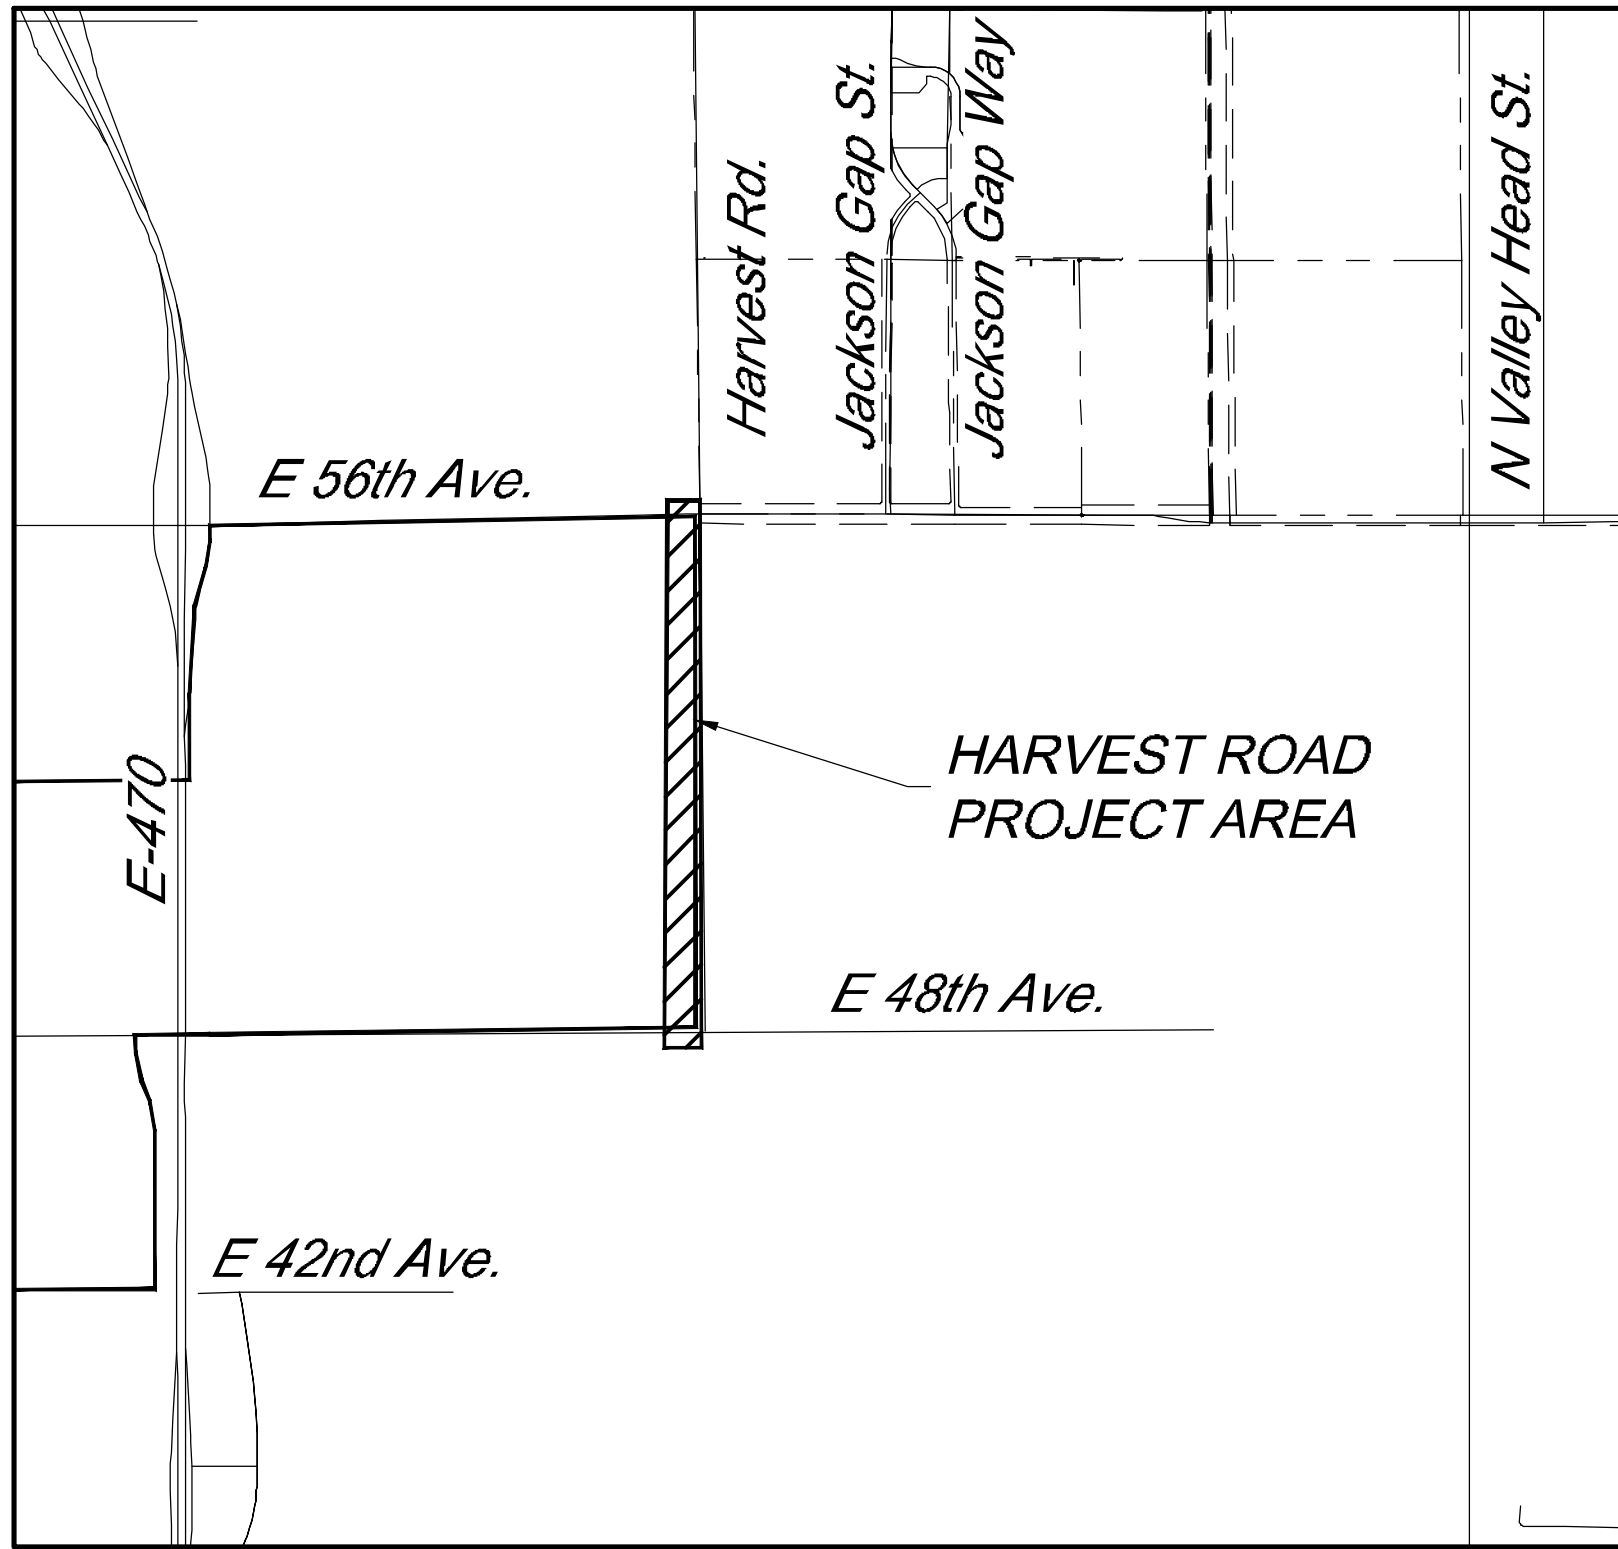 Harvest Rd.
Jackson Gap St.
Jackson Gap Way
N Valley Head St.
E 56th Ave.
E-470
HARVEST ROAD
PROJECT AREA
E 48th Ave.
E 42nd Ave.